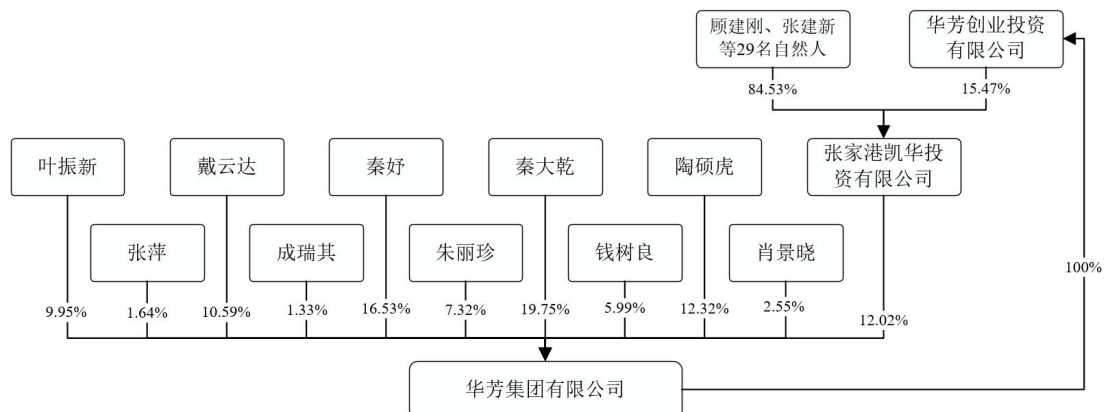 顾建刚、张建新
等29名自然人
华芳创业投资
有限公司
84.53%
15.47%
叶振新
戴云达
秦妤
秦大乾
陶硕虎
张家港凯华投
资有限公司
张萍
成瑞其
朱丽珍
钱树良
肖景晓
100%
9.95%
1.64%
10.59%
1.33%
16.53%
7.32%
19.75%
5.99%
12.32%
2.55%
12.02%
华芳集团有限公司